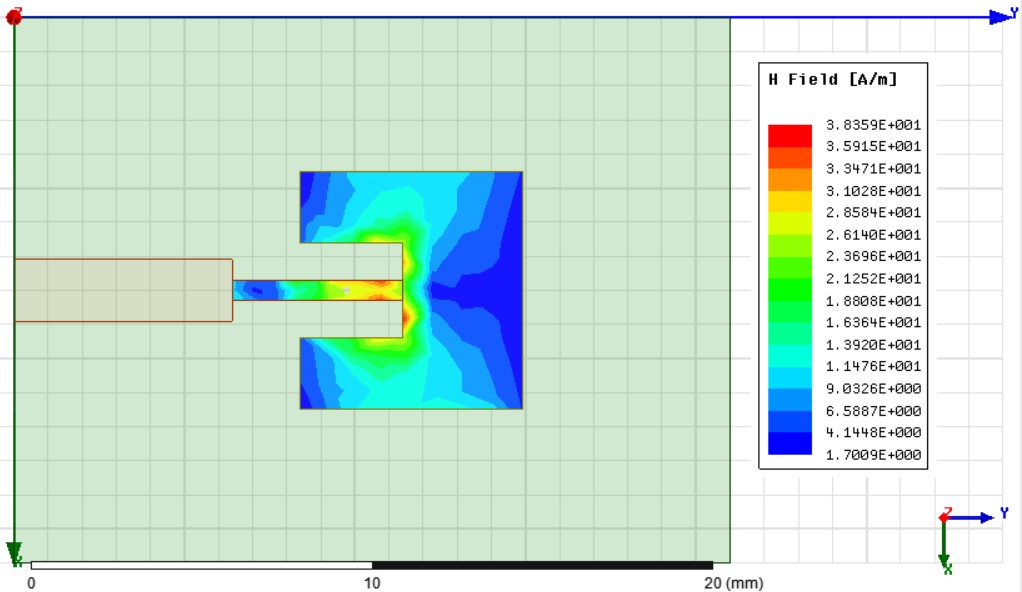 Z
Y
H Field [A/m]
3.8359E+001
3.5915E+001
3.3471E+001
3.1028E+001
2.8584E+001
2.6140E+001
2.3696E+001
2.1252E+001
1.8808E+001
1.6364E+001
1.3920E+001
1.1476E+001
9.0326E+000
6.5887E+000
4.1448E+000
1.7009E+000
Z
Y
X
X
0 10 20 (mm)